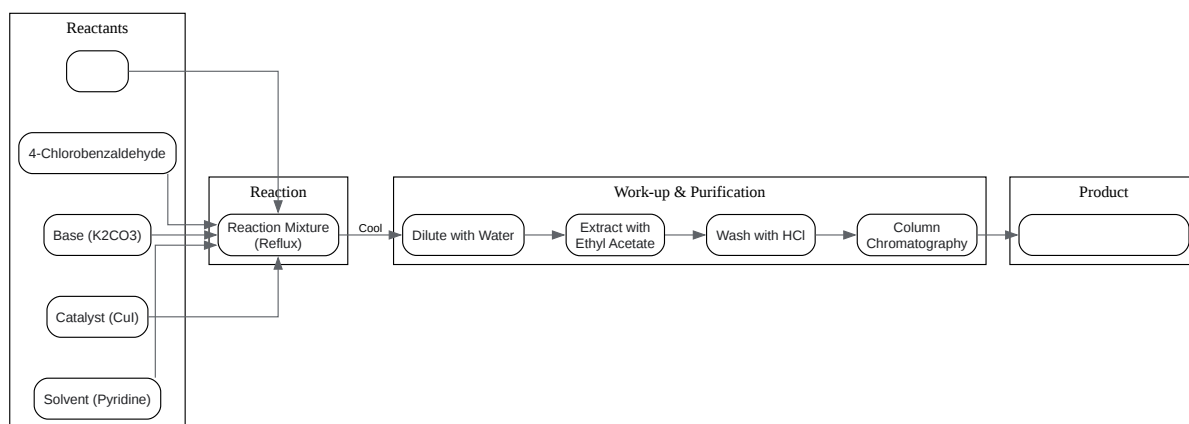 Reactants
4-Chlorobenzaldehyde
Base (K2CO3)
Catalyst (CuI)
Solvent (Pyridine)
Reaction
Reaction Mixture
(Reflux)
Cool
Work-up & Purification
Dilute with Water
Extract with
Ethyl Acetate
Wash with HCl
Column
Chromatography
Product